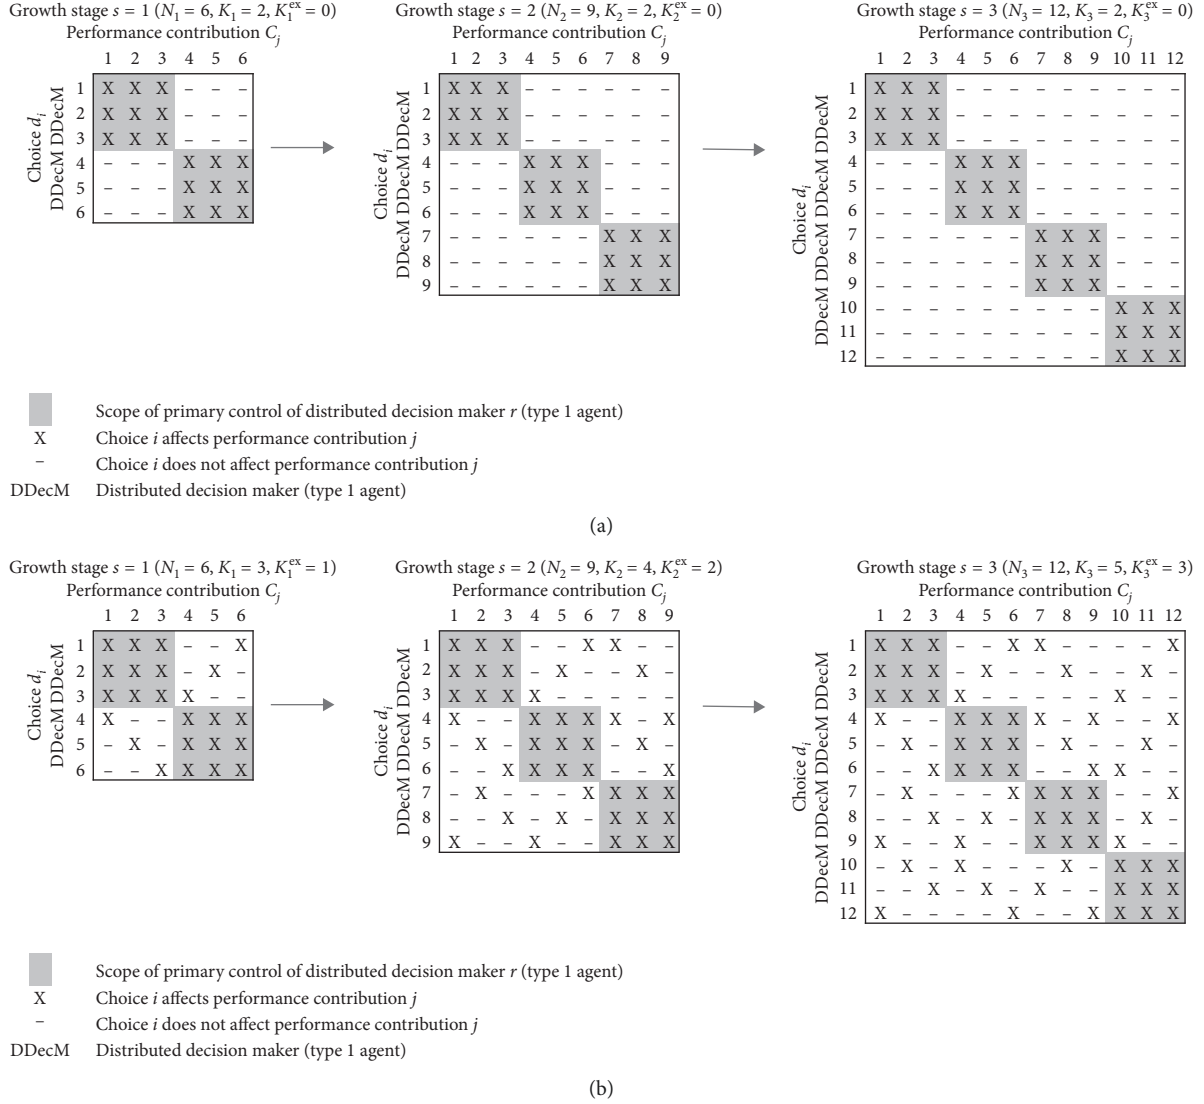 Growth stage s = 1 (N₁ = 6, K₁ = 2, K₁ᵉˣ = 0)
Performance contribution Cⱼ
1 2 3 4 5 6
Choice dᵢ
DDecM DDecM
1 X X X – – –
2 X X X – – –
3 X X X – – –
4 – – – X X X
5 – – – X X X
6 – – – X X X
Growth stage s = 2 (N₂ = 9, K₂ = 2, K₂ᵉˣ = 0)
Performance contribution Cⱼ
1 2 3 4 5 6 7 8 9
Choice dᵢ
DDecM DDecM DDecM
1 X X X – – – – – –
2 X X X – – – – – –
3 X X X – – – – – –
4 – – – X X X – – –
5 – – – X X X – – –
6 – – – X X X – – –
7 – – – – – – X X X
8 – – – – – – X X X
9 – – – – – – X X X
Growth stage s = 3 (N₃ = 12, K₃ = 2, K₃ᵉˣ = 0)
Performance contribution Cⱼ
1 2 3 4 5 6 7 8 9 10 11 12
Choice dᵢ
DDecM DDecM DDecM DDecM
1 X X X – – – – – – – – –
2 X X X – – – – – – – – –
3 X X X – – – – – – – – –
4 – – – X X X – – – – – –
5 – – – X X X – – – – – –
6 – – – X X X – – – – – –
7 – – – – – – X X X – – –
8 – – – – – – X X X – – –
9 – – – – – – X X X – – –
10 – – – – – – – – – X X X
11 – – – – – – – – – X X X
12 – – – – – – – – – X X X
Scope of primary control of distributed decision maker r (type 1 agent)
X Choice i affects performance contribution j
– Choice i does not affect performance contribution j
DDecM Distributed decision maker (type 1 agent)
(a)
Growth stage s = 1 (N₁ = 6, K₁ = 3, K₁ᵉˣ = 1)
Performance contribution Cⱼ
1 2 3 4 5 6
Choice dᵢ
DDecM DDecM
1 X X X – – X
2 X X X – X –
3 X X X X – –
4 X – – X X X
5 – X – X X X
6 – – X X X X
Growth stage s = 2 (N₂ = 9, K₂ = 4, K₂ᵉˣ = 2)
Performance contribution Cⱼ
1 2 3 4 5 6 7 8 9
Choice dᵢ
DDecM DDecM DDecM
1 X X X – – X X – –
2 X X X – X – – X –
3 X X X X – – – – –
4 X – – X X X X – X
5 – X – X X X – X –
6 – – X X X X – – X
7 – X – – – X X X X
8 – – X – X – X X X
9 X – – X – – X X X
Growth stage s = 3 (N₃ = 12, K₃ = 5, K₃ᵉˣ = 3)
Performance contribution Cⱼ
1 2 3 4 5 6 7 8 9 10 11 12
Choice dᵢ
DDecM DDecM DDecM DDecM
1 X X X – – X X – – – – X
2 X X X – X – – X – – X –
3 X X X X – – – – – X – –
4 X – – X X X X – X – – X
5 – X – X X X – X – – X –
6 – – X X X X – – X X – –
7 – X – – – X X X X – – X
8 – – X – X – X X X – X –
9 X – – X – – X X X X – –
10 – X – X – – – X – X X X
11 – – X – X – X – – X X X
12 X – – – – X – – X X X X
Scope of primary control of distributed decision maker r (type 1 agent)
X Choice i affects performance contribution j
– Choice i does not affect performance contribution j
DDecM Distributed decision maker (type 1 agent)
(b)